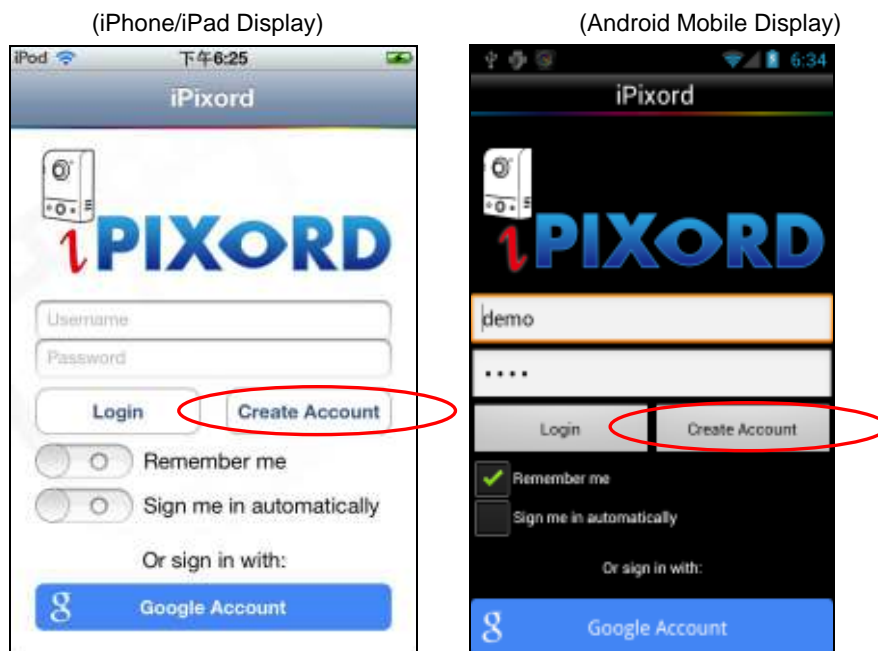 (iPhone/iPad Display)
iPod 下午6:25
iPixord
iPIXORD
Username
Password
Login Create Account
Remember me
Sign me in automatically
Or sign in with:
g Google Account
(Android Mobile Display)
6:34
iPixord
iPIXORD
demo
Login Create Account
Remember me
Sign me in automatically
Or sign in with:
g Google Account